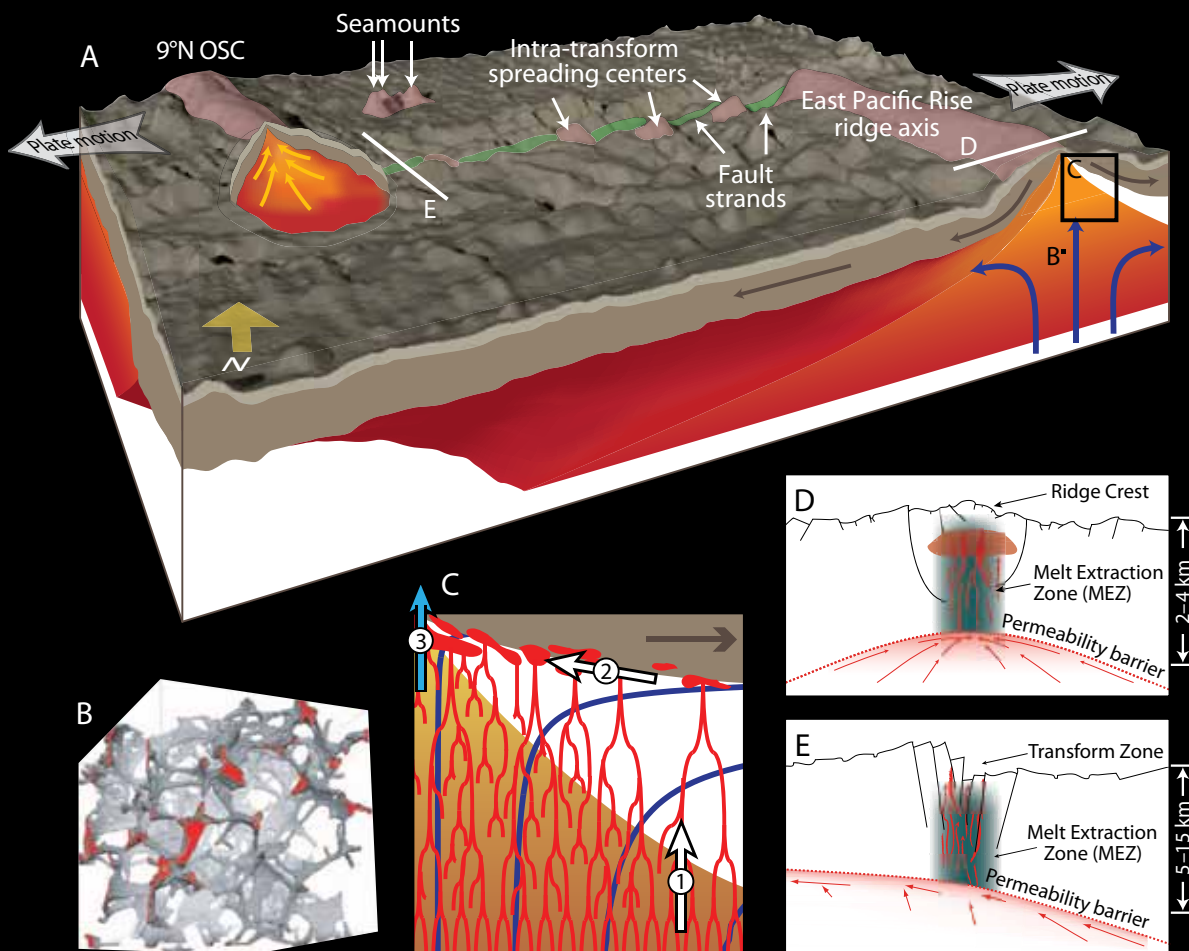 A
9°N OSC
Seamounts
Intra-transform
spreading centers
Plate motion
East Pacific Rise
ridge axis
Plate motion
D
C
Fault
strands
E
B
N
D
Ridge Crest
Melt Extraction
Zone (MEZ)
Permeability barrier
2–4 km
C
3
2
1
B
E
Transform Zone
Melt Extraction
Zone (MEZ)
Permeability barrier
5–15 km